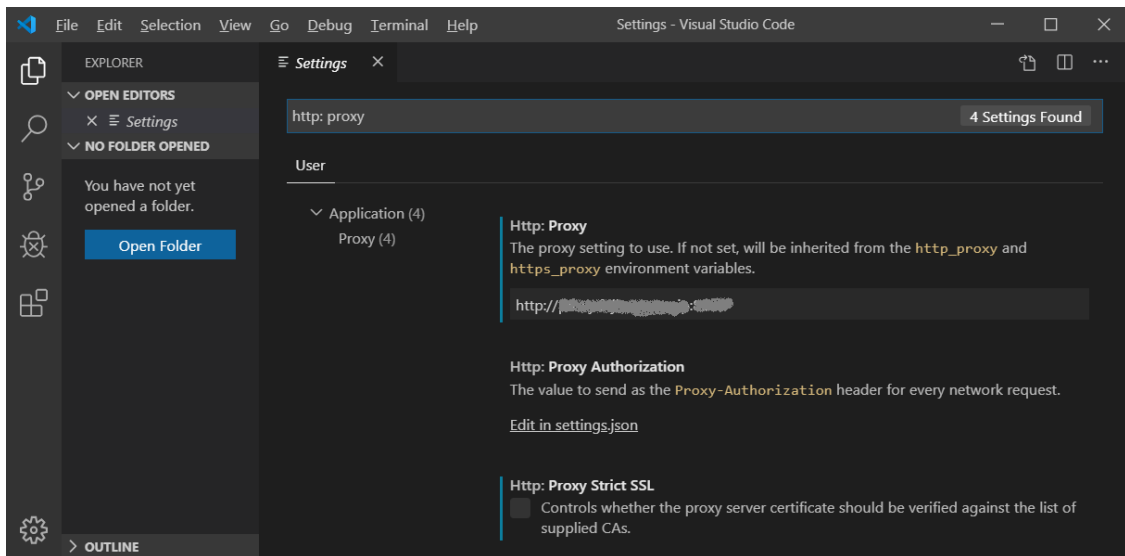 File Edit Selection View Go Debug Terminal Help Settings - Visual Studio Code
EXPLORER
Settings
OPEN EDITORS
Settings
NO FOLDER OPENED
You have not yet
opened a folder.
Open Folder
OUTLINE
http: proxy 4 Settings Found
User
Application (4)
Proxy (4)
Http: Proxy
The proxy setting to use. If not set, will be inherited from the http_proxy and
https_proxy environment variables.
http:// :
Http: Proxy Authorization
The value to send as the Proxy-Authorization header for every network request.
Edit in settings.json
Http: Proxy Strict SSL
Controls whether the proxy server certificate should be verified against the list of
supplied CAs.